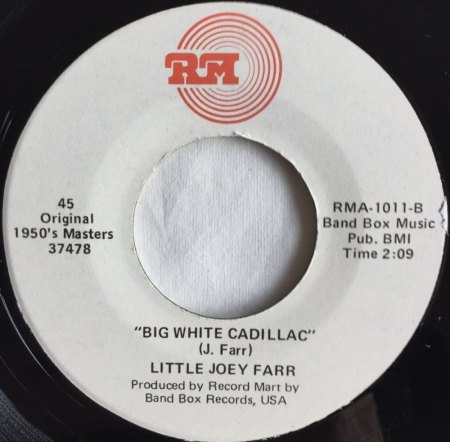 RM
45
Original
1950's Masters
37478
RMA-1011-B
Band Box Music
Pub. BMI
Time 2:09
"BIG WHITE CADILLAC"
(J. Farr)
LITTLE JOEY FARR
Produced by Record Mart by
Band Box Records, USA